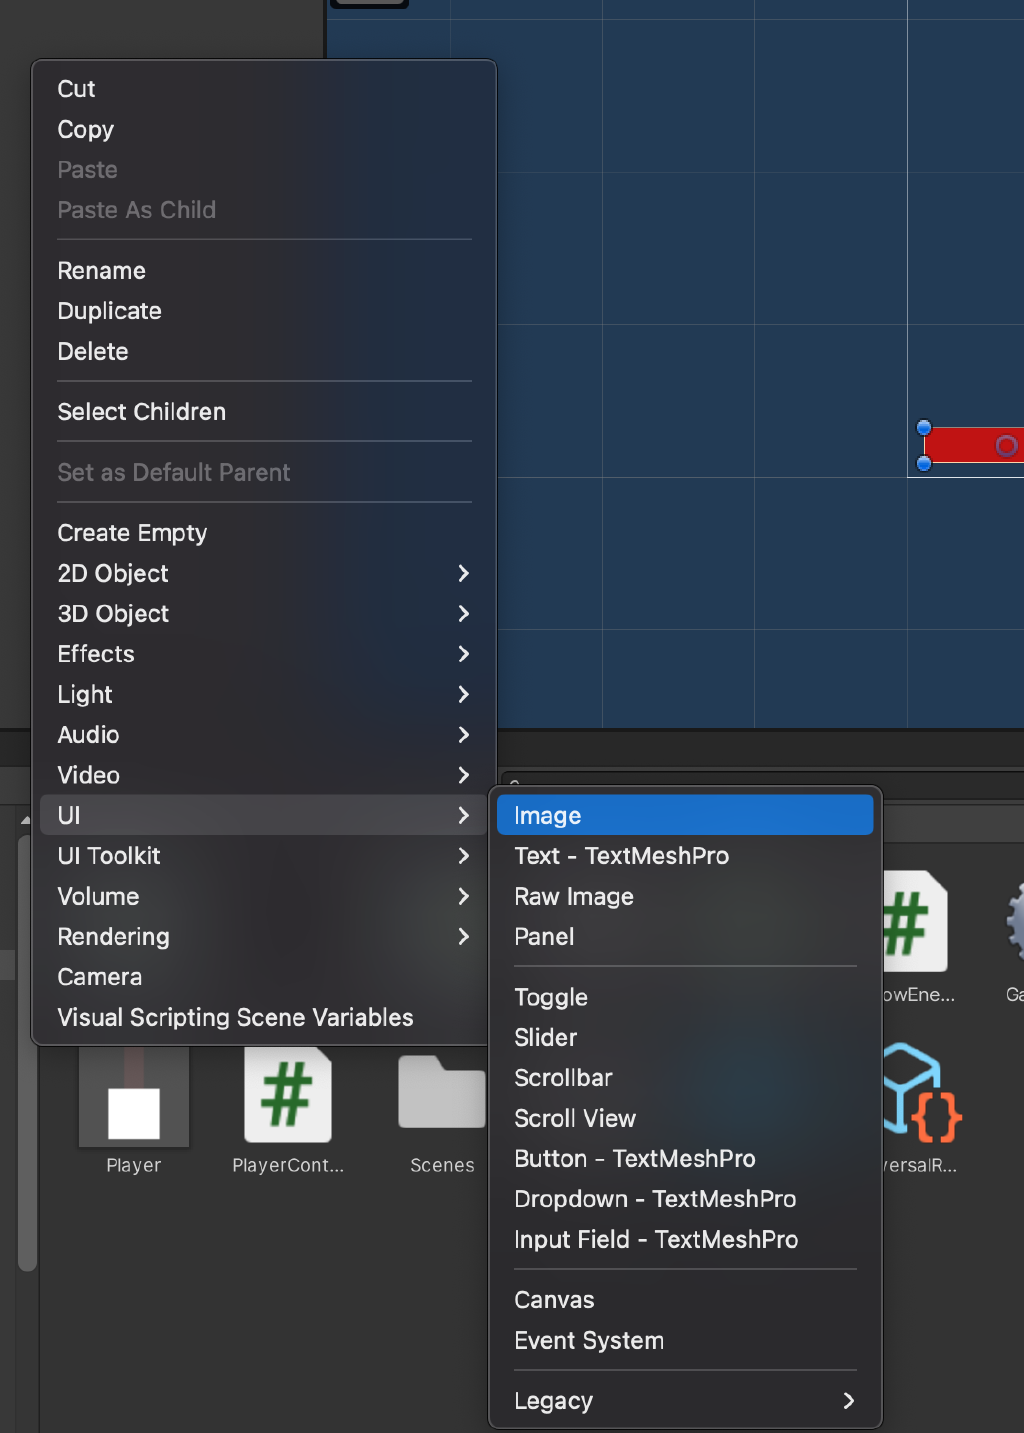 Cut
Copy
Paste
Paste As Child
Rename
Duplicate
Delete
Select Children
Set as Default Parent
Create Empty
2D Object
3D Object
Effects
Light
Audio
Video
UI
UI Toolkit
Volume
Rendering
Camera
Visual Scripting Scene Variables
Image
Text - TextMeshPro
Raw Image
Panel
Toggle
Slider
Scrollbar
Scroll View
Button - TextMeshPro
Dropdown - TextMeshPro
Input Field - TextMeshPro
Canvas
Event System
Legacy
owEne...
Ga
Player
PlayerCont...
Scenes
versalR...